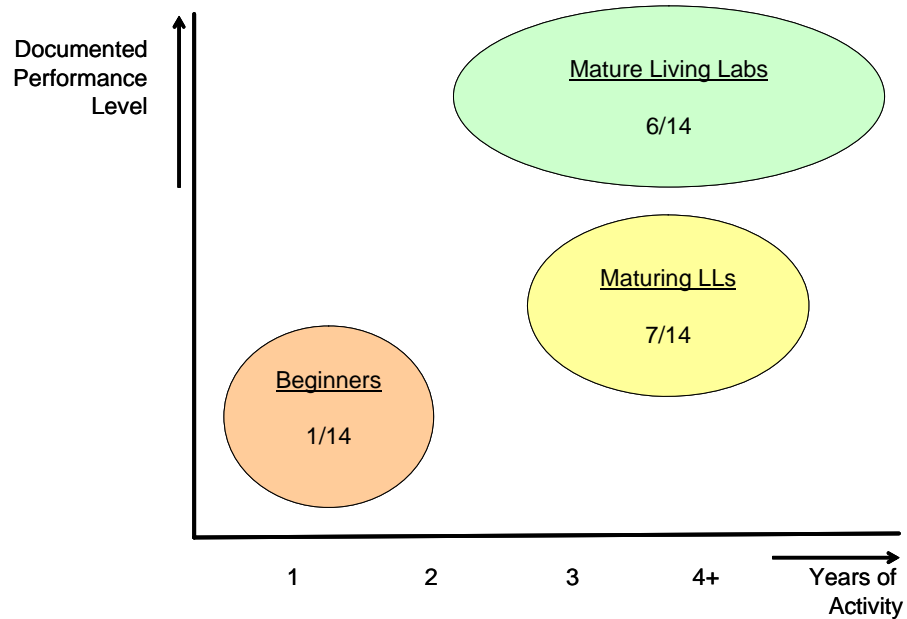 Documented
Performance
Level
Mature Living Labs
6/14
Maturing LLs
7/14
Beginners
1/14
1 2 3 4+ Years of
Activity